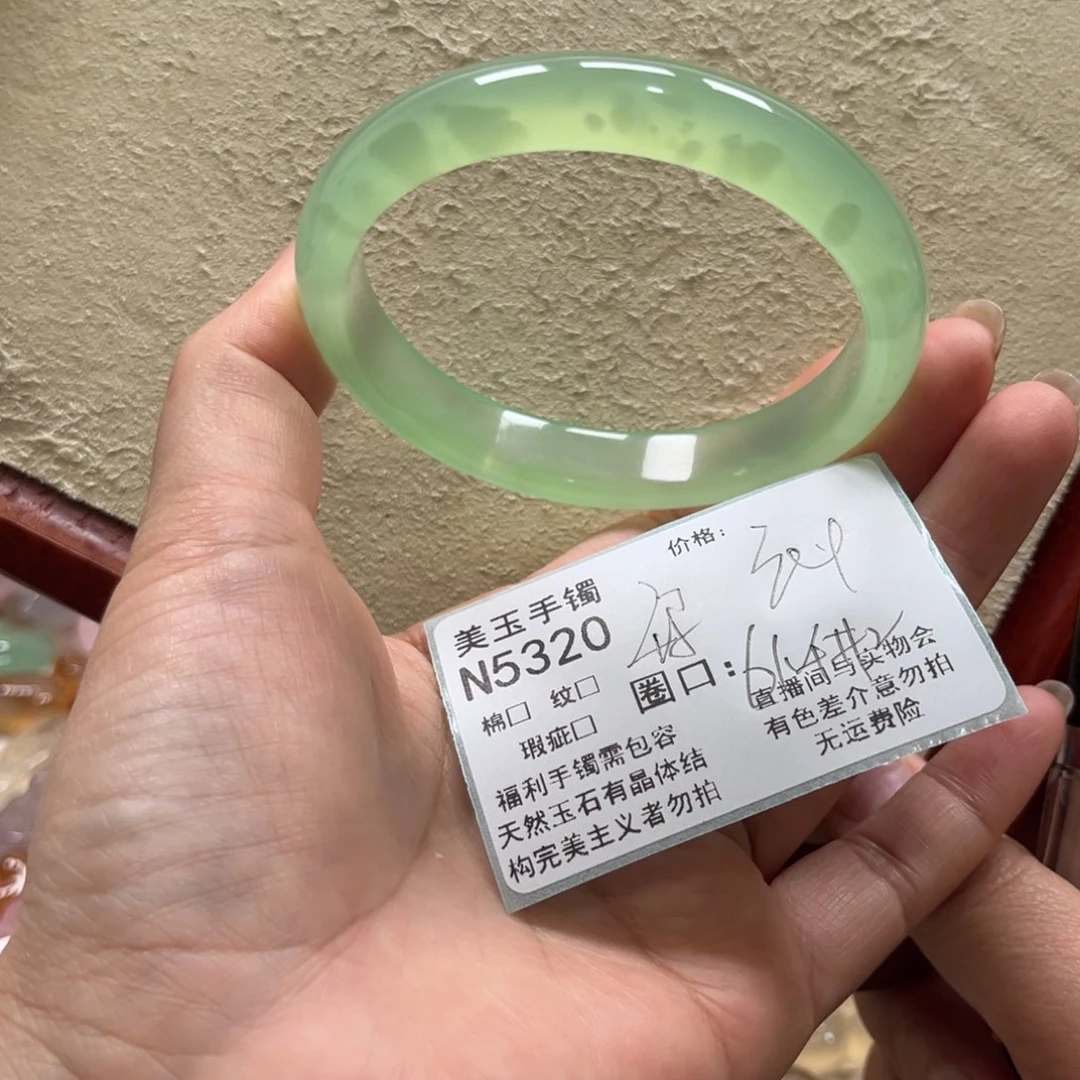 价格:
美玉手镯
N5320
棉□ 纹□ 圈口:
瑕疵□
福利手镯需包容
天然玉石有晶体结
构完美主义者勿拍
直播间与实物会
有色差介意勿拍
无运费险